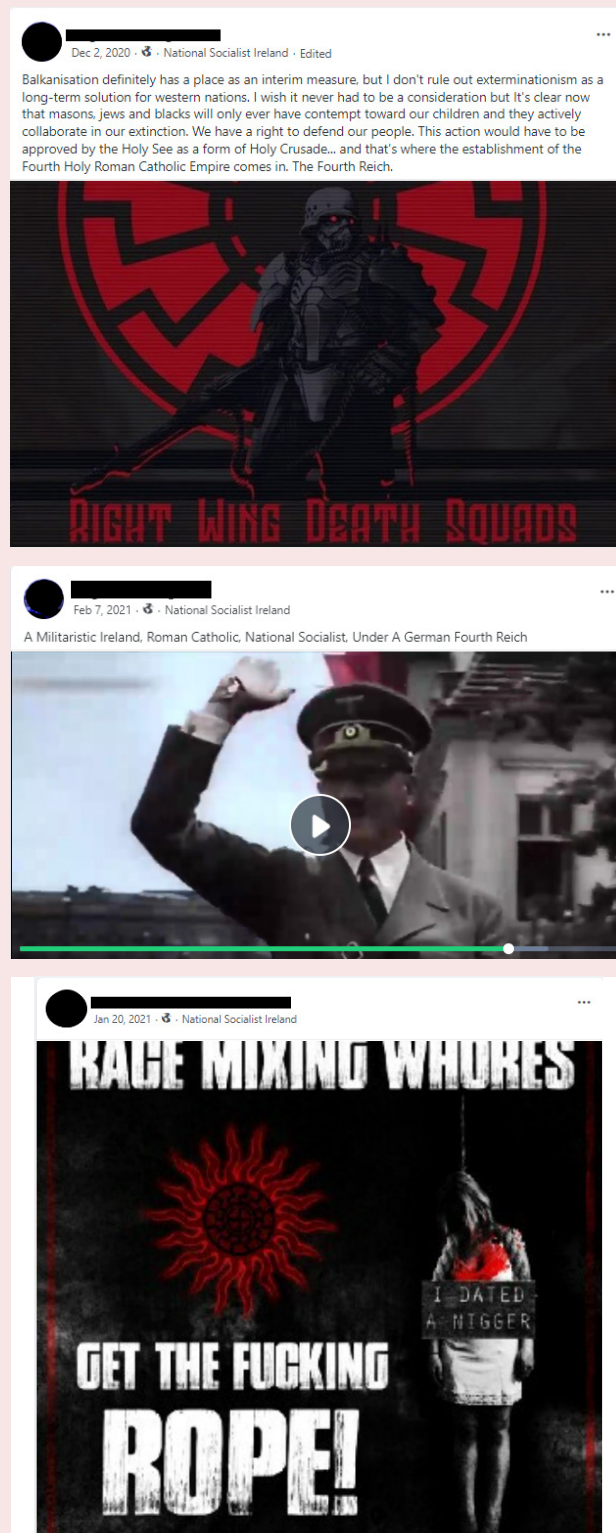 Dec 2, 2020 · National Socialist Ireland · Edited
Balkanisation definitely has a place as an interim measure, but I don't rule out exterminationism as a
long-term solution for western nations. I wish it never had to be a consideration but It's clear now
that masons, jews and blacks will only ever have contempt toward our children and they actively
collaborate in our extinction. We have a right to defend our people. This action would have to be
approved by the Holy See as a form of Holy Crusade... and that's where the establishment of the
Fourth Holy Roman Catholic Empire comes in. The Fourth Reich.
RIGHT WING DEATH SQUADS
Feb 7, 2021 · National Socialist Ireland
A Militaristic Ireland, Roman Catholic, National Socialist, Under A German Fourth Reich
Jan 20, 2021 · National Socialist Ireland
RACE MIXING WHORES
I DATED
A NIGGER
GET THE FUCKING
ROPE!